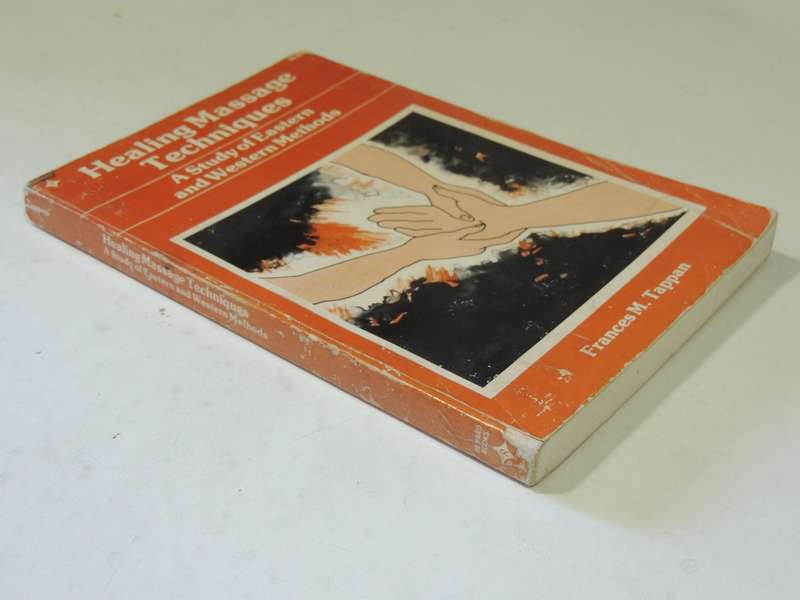 Healing Massage
Techniques
A Study of Eastern
and Western Methods
Frances M. Tappan
Healing Massage Techniques
A Study of Eastern and Western Methods
BOOKS